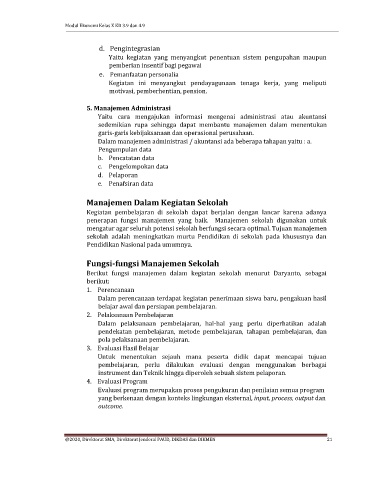 Modul Ekonomi Kelas X KD 3.9 dan 4.9
d. Pengintegrasian
Yaitu kegiatan yang menyangkut penentuan sistem pengupahan maupun
pemberian insentif bagi pegawai
e. Pemanfaatan personalia
Kegiatan ini menyangkut pendayagunaan tenaga kerja, yang meliputi
motivasi, pemberhentian, pension.
5. Manajemen Administrasi
Yaitu cara mengajukan informasi mengenai administrasi atau akuntansi
sedemikian rupa sehingga dapat membantu manajemen dalam menentukan
garis-garis kebijaksanaan dan operasional perusahaan.
Dalam manajemen administrasi / akuntansi ada beberapa tahapan yaitu : a.
Pengumpulan data
b. Pencatatan data
c. Pengelompokan data
d. Pelaporan
e. Penafsiran data
Manajemen Dalam Kegiatan Sekolah
Kegiatan pembelajaran di sekolah dapat berjalan dengan lancar karena adanya
penerapan fungsi manajemen yang baik. Manajemen sekolah digunakan untuk
mengatur agar seluruh potensi sekolah berfungsi secara optimal. Tujuan manajemen
sekolah adalah meningkatkan murtu Pendidikan di sekolah pada khususnya dan
Pendidikan Nasional pada umumnya.
Fungsi-fungsi Manajemen Sekolah
Berikut fungsi manajemen dalam kegiatan sekolah menurut Daryanto, sebagai
berikut:
1. Perencanaan
Dalam perencanaan terdapat kegiatan penerimaan siswa baru, pengakuan hasil
belajar awal dan persiapan pembelajaran.
2. Pelaksanaan Pembelajaran
Dalam pelaksanaan pembelajaran, hal-hal yang perlu diperhatikan adalah
pendekatan pembelajaran, metode pembelajaran, tahapan pembelajaran, dan
pola pelaksanaan pembelajaran.
3. Evaluasi Hasil Belajar
Untuk menentukan sejauh mana peserta didik dapat mencapai tujuan
pembelajaran, perlu dilakukan evaluasi dengan menggunakan berbagai
instrument dan Teknik hingga diperoleh sebuah sistem pelaporan.
4. Evaluasi Program
Evaluasi program merupakan proses pengukuran dan penilaian semua program
yang berkenaan dengan konteks lingkungan eksternal, input, process, output dan
outcome.
@2020, Direktorat SMA, Direktorat Jenderal PAUD, DIKDAS dan DIKMEN 21